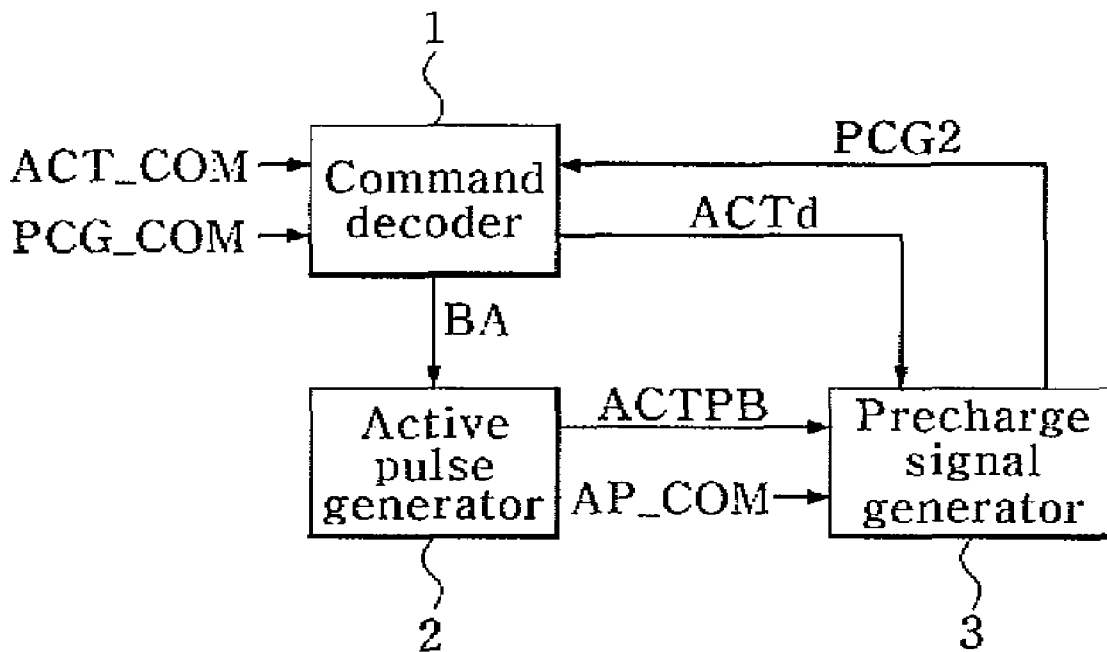 1
PCG2
ACT_COM
Command
decoder
PCG_COM
ACTd
BA
Active
pulse
generator
ACTPB
AP_COM
Precharge
signal
generator
2
3